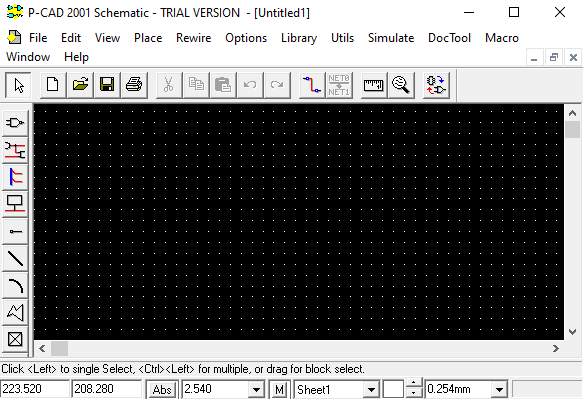 P-CAD 2001 Schematic - TRIAL VERSION - [Untitled1]
File Edit View Place Rewire Options Library Utils Simulate DocTool Macro
Window Help
NET0
NET1
Click <Left> to single Select, <Ctrl><Left> for multiple, or drag for block select.
223.520 208.280 Abs 2.540 M Sheet1 0.254mm